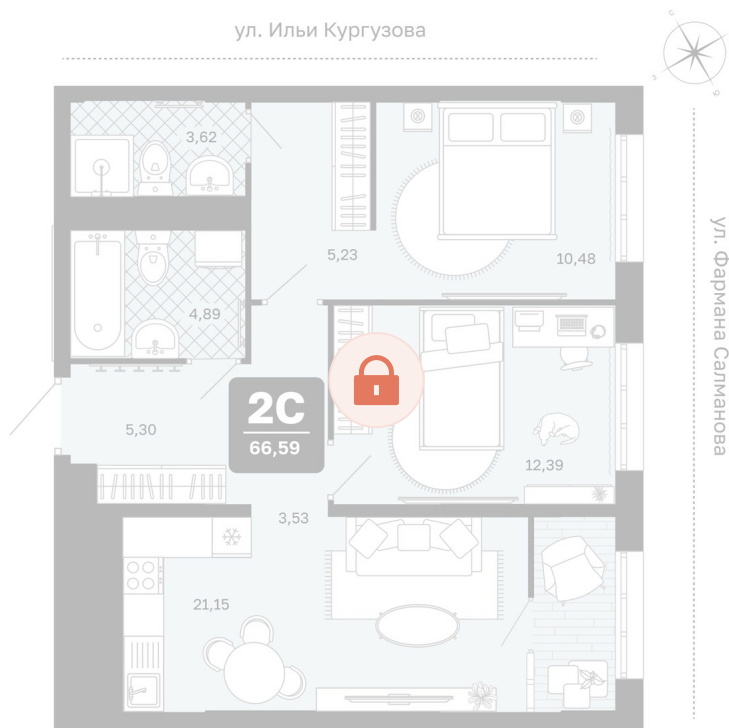 ул. Ильи Кургузова
с
з
ю
3,62
5,23
10,48
4,89
ул. Фармана Салманова
2С
66,59
5,30
12,39
3,53
21,15